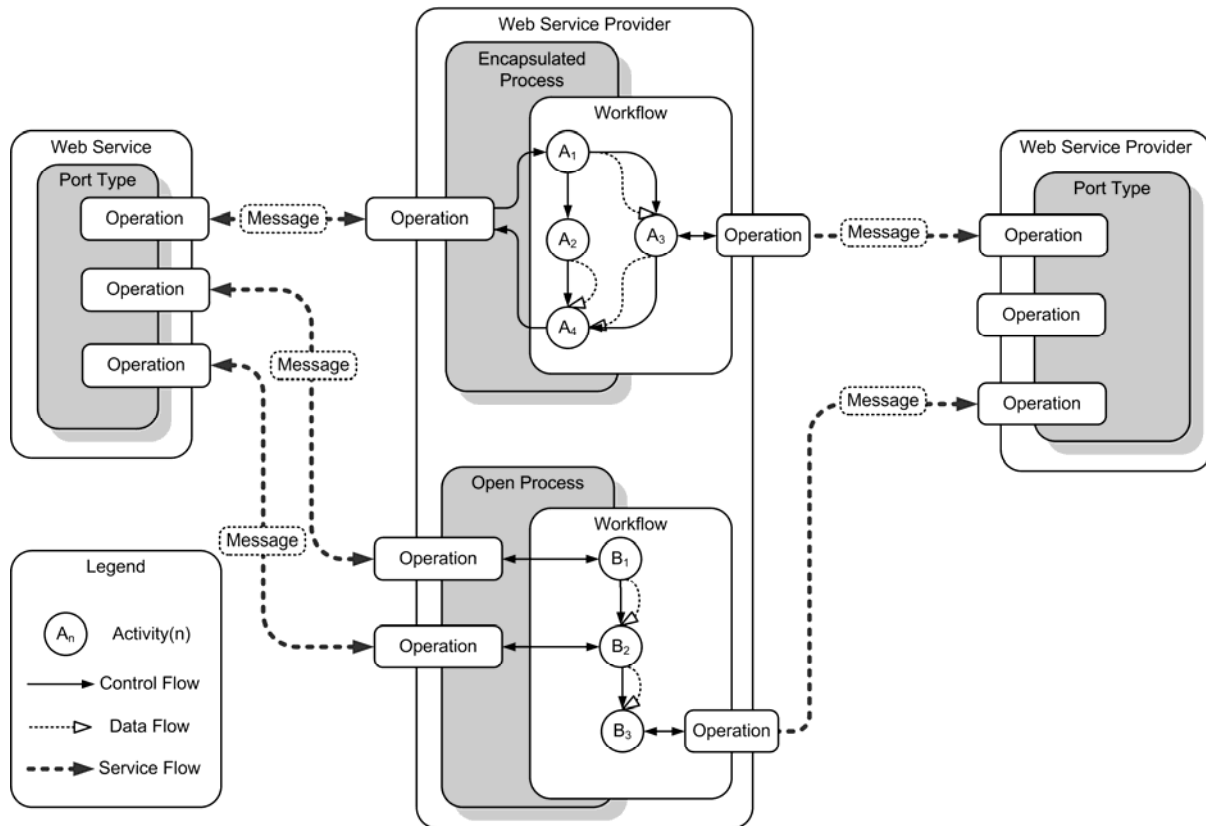 Web Service Provider
Encapsulated
Process
Workflow
A1
A2
A3
A4
Operation
Operation
Web Service
Port Type
Operation
Operation
Operation
Message
Message
Message
Web Service Provider
Port Type
Operation
Operation
Operation
Message
Message
Open Process
Workflow
B1
B2
B3
Operation
Operation
Operation
Legend
An Activity(n)
Control Flow
Data Flow
Service Flow